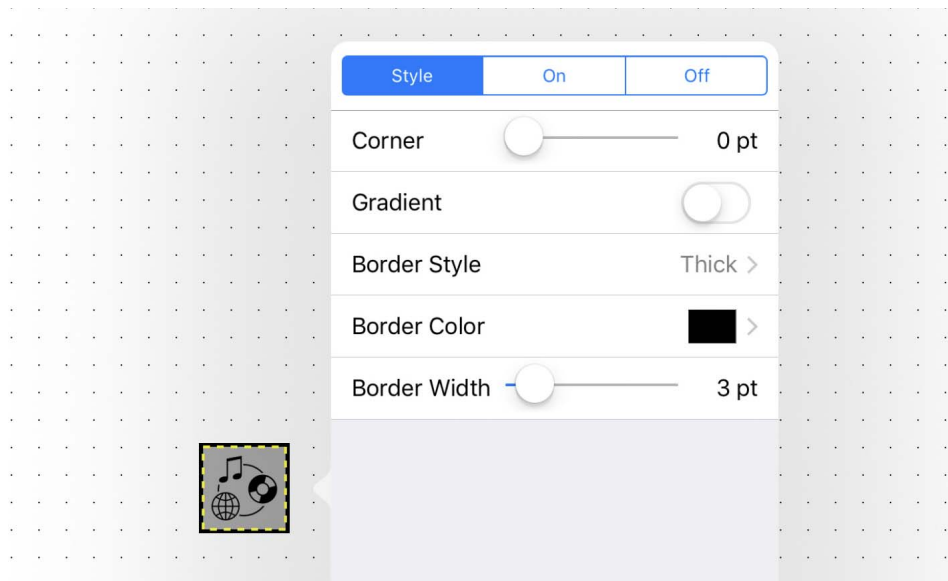 Style On Off
Corner 0 pt
Gradient
Border Style Thick
Border Color
Border Width 3 pt